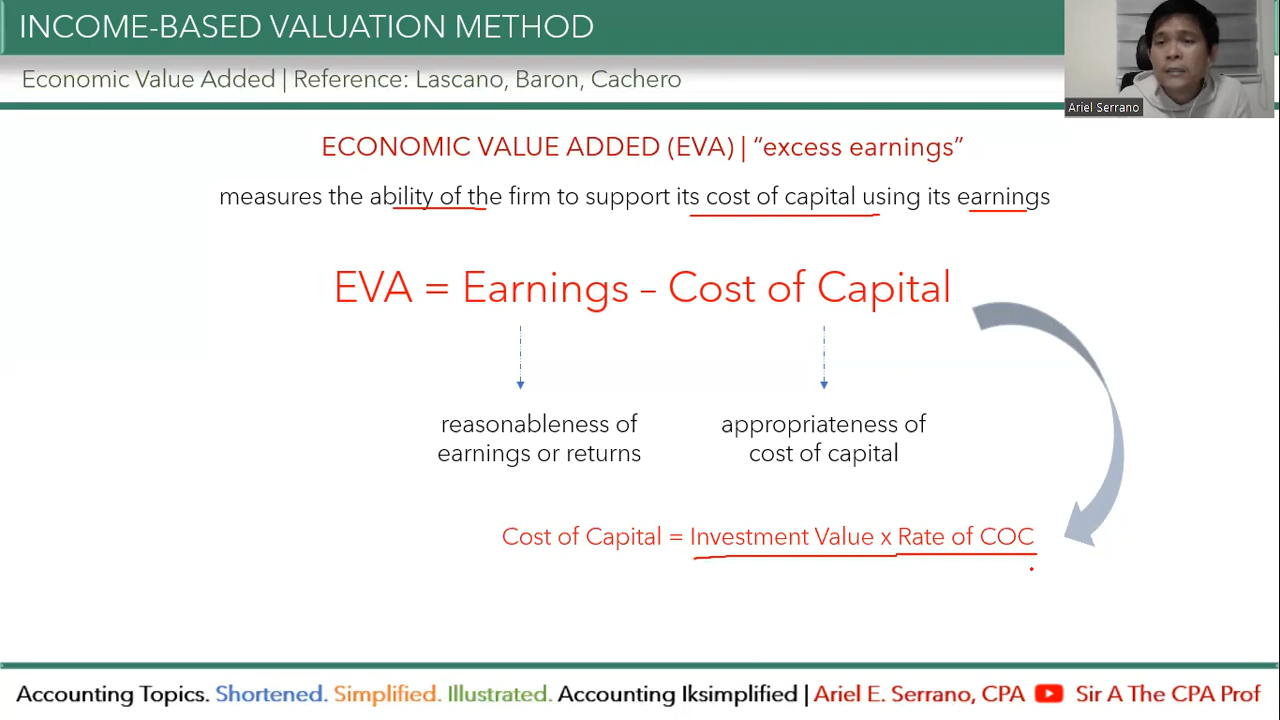 INCOME-BASED VALUATION METHOD
Economic Value Added | Reference: Lascano, Baron, Cachero
Ariel Serrano
ECONOMIC VALUE ADDED (EVA) | “excess earnings”
measures the ability of the firm to support its cost of capital using its earnings
EVA = Earnings – Cost of Capital
reasonableness of
earnings or returns
appropriateness of
cost of capital
Cost of Capital = Investment Value x Rate of COC
Accounting Topics. Shortened. Simplified. Illustrated. Accounting Iksimplified | Ariel E. Serrano, CPA Sir A The CPA Prof